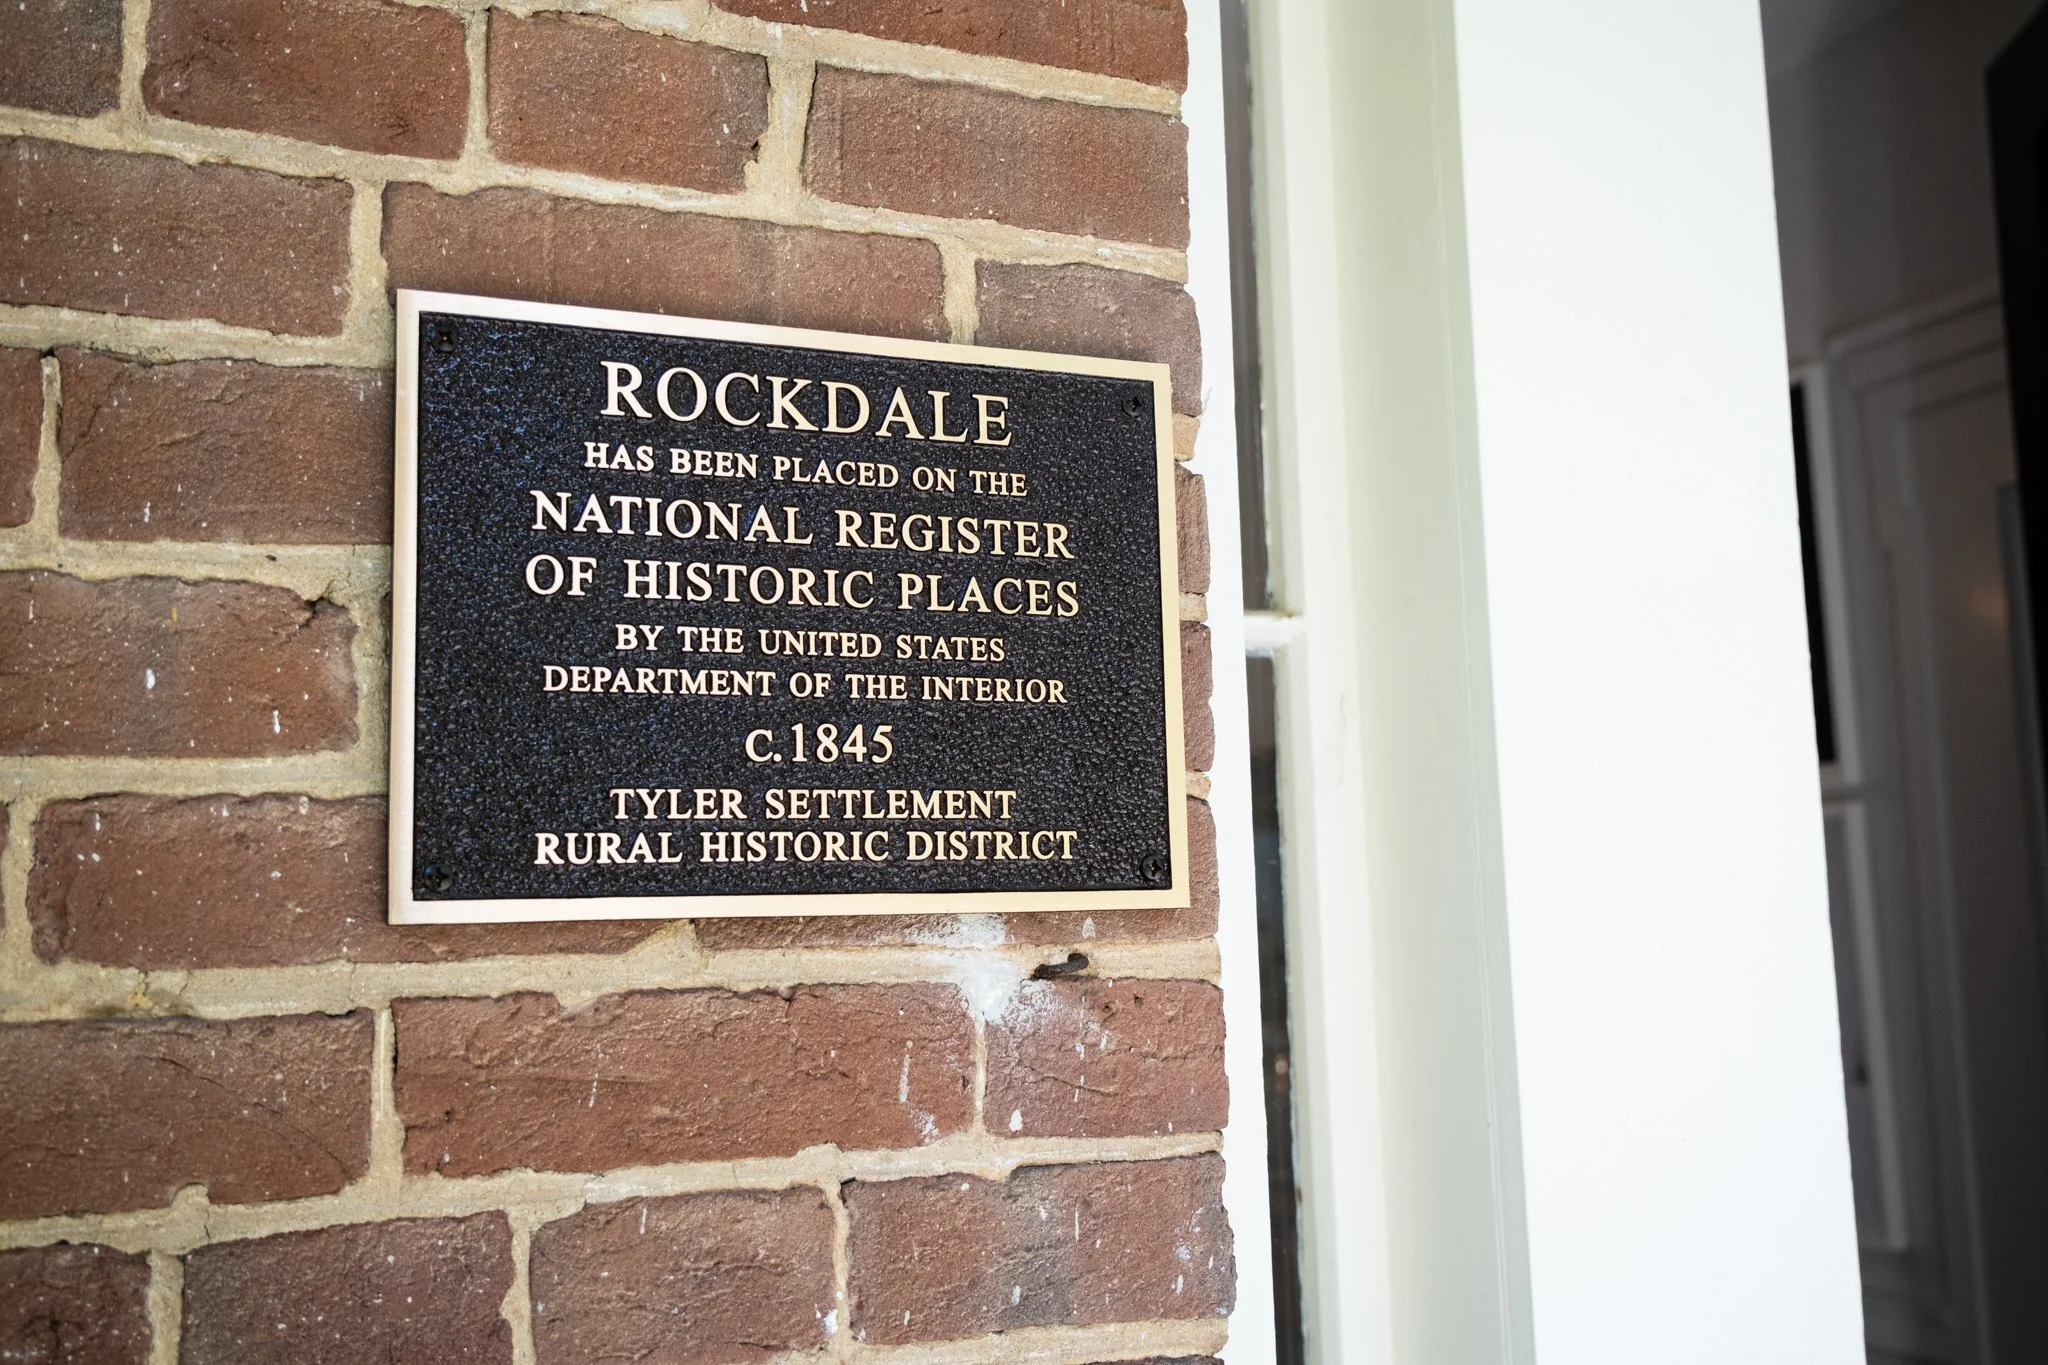 ROCKDALE
HAS BEEN PLACED ON THE
NATIONAL REGISTER
OF HISTORIC PLACES
BY THE UNITED STATES
DEPARTMENT OF THE INTERIOR
C.1845
TYLER SETTLEMENT
RURAL HISTORIC DISTRICT